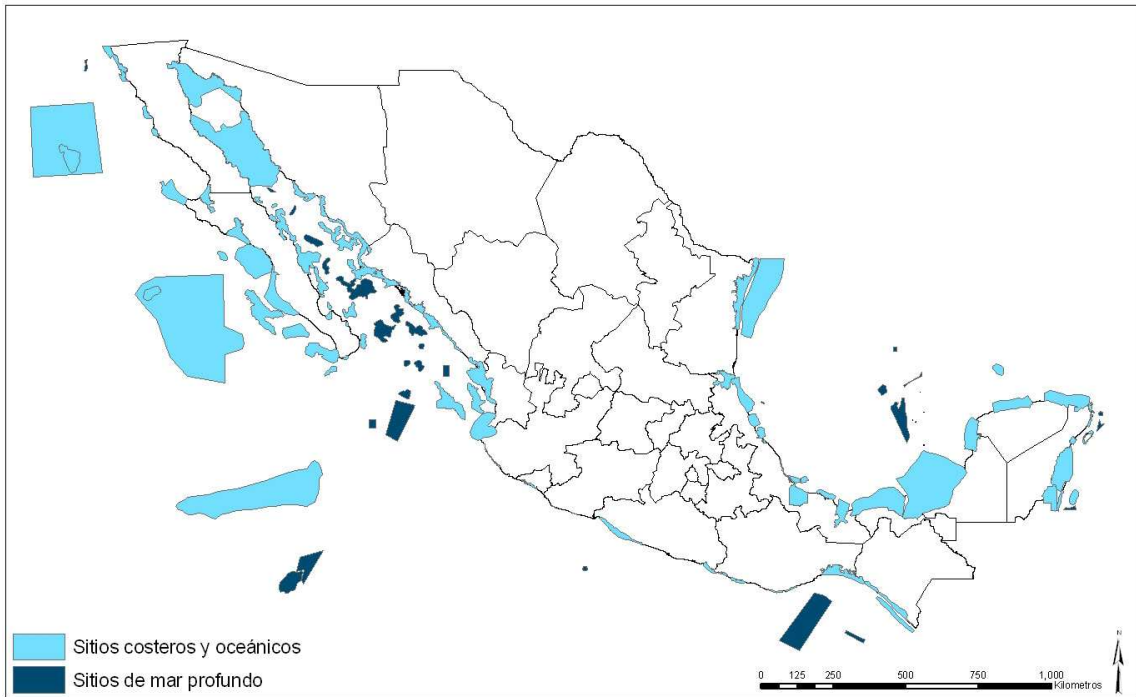 Sitios costeros y oceánicos
Sitios de mar profundo
N
0 125 250 500 750 1,000
Kilometros